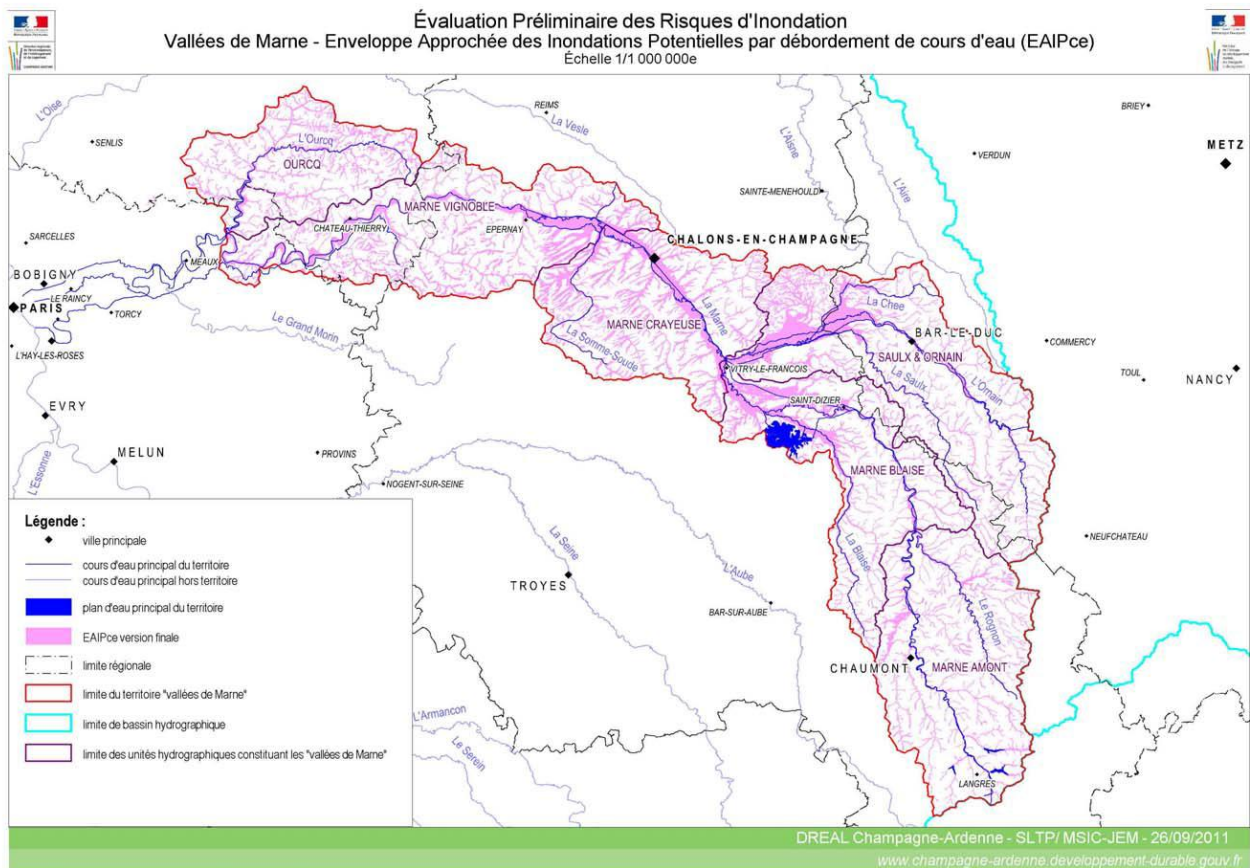 Évaluation Préliminaire des Risques d'Inondation
Vallées de Marne - Enveloppe Approchée des Inondations Potentielles par débordement de cours d'eau (EAIPce)
Échelle 1/1 000 000e
L'Oise
SENLIS
REIMS
La Vesle
L'Aisne
BRIEY
METZ
VERDUN
L'Ourcq
OURCQ
SAINTE-MENEHOULD
L'Aire
MARNE VIGNOBLE
SARCELLES
CHATEAU-THIERRY
EPERNAY
CHALONS-EN-CHAMPAGNE
MEAUX
BOBIGNY
LE RAINCY
PARIS
TORCY
La Marne
La Chee
Le Grand Morin
MARNE CRAYEUSE
BAR-LE-DUC
L'HAY-LES-ROSES
La Somme-Soude
SAULX & ORNAIN
COMMERCY
VITRY-LE-FRANCOIS
La Saulx
L'Ornain
TOUL
NANCY
SAINT-DIZIER
EVRY
MELUN
PROVINS
MARNE BLAISE
L'Essonne
NOGENT-SUR-SEINE
La Seine
La Blaise
NEUFCHATEAU
TROYES
L'Aube
BAR-SUR-AUBE
Le Rognon
CHAUMONT
MARNE AMONT
L'Armancon
Le Serein
LANGRES
Légende :
ville principale
cours d'eau principal du territoire
cours d'eau principal hors territoire
plan d'eau principal du territoire
EAIPce version finale
limite régionale
limite du territoire "vallées de Marne"
limite de bassin hydrographique
limite des unités hydrographiques constituant les "vallées de Marne"
DREAL Champagne-Ardenne - SLTP/ MSIC-JEM - 26/09/2011
www.champagne-ardenne.developpement-durable.gouv.fr